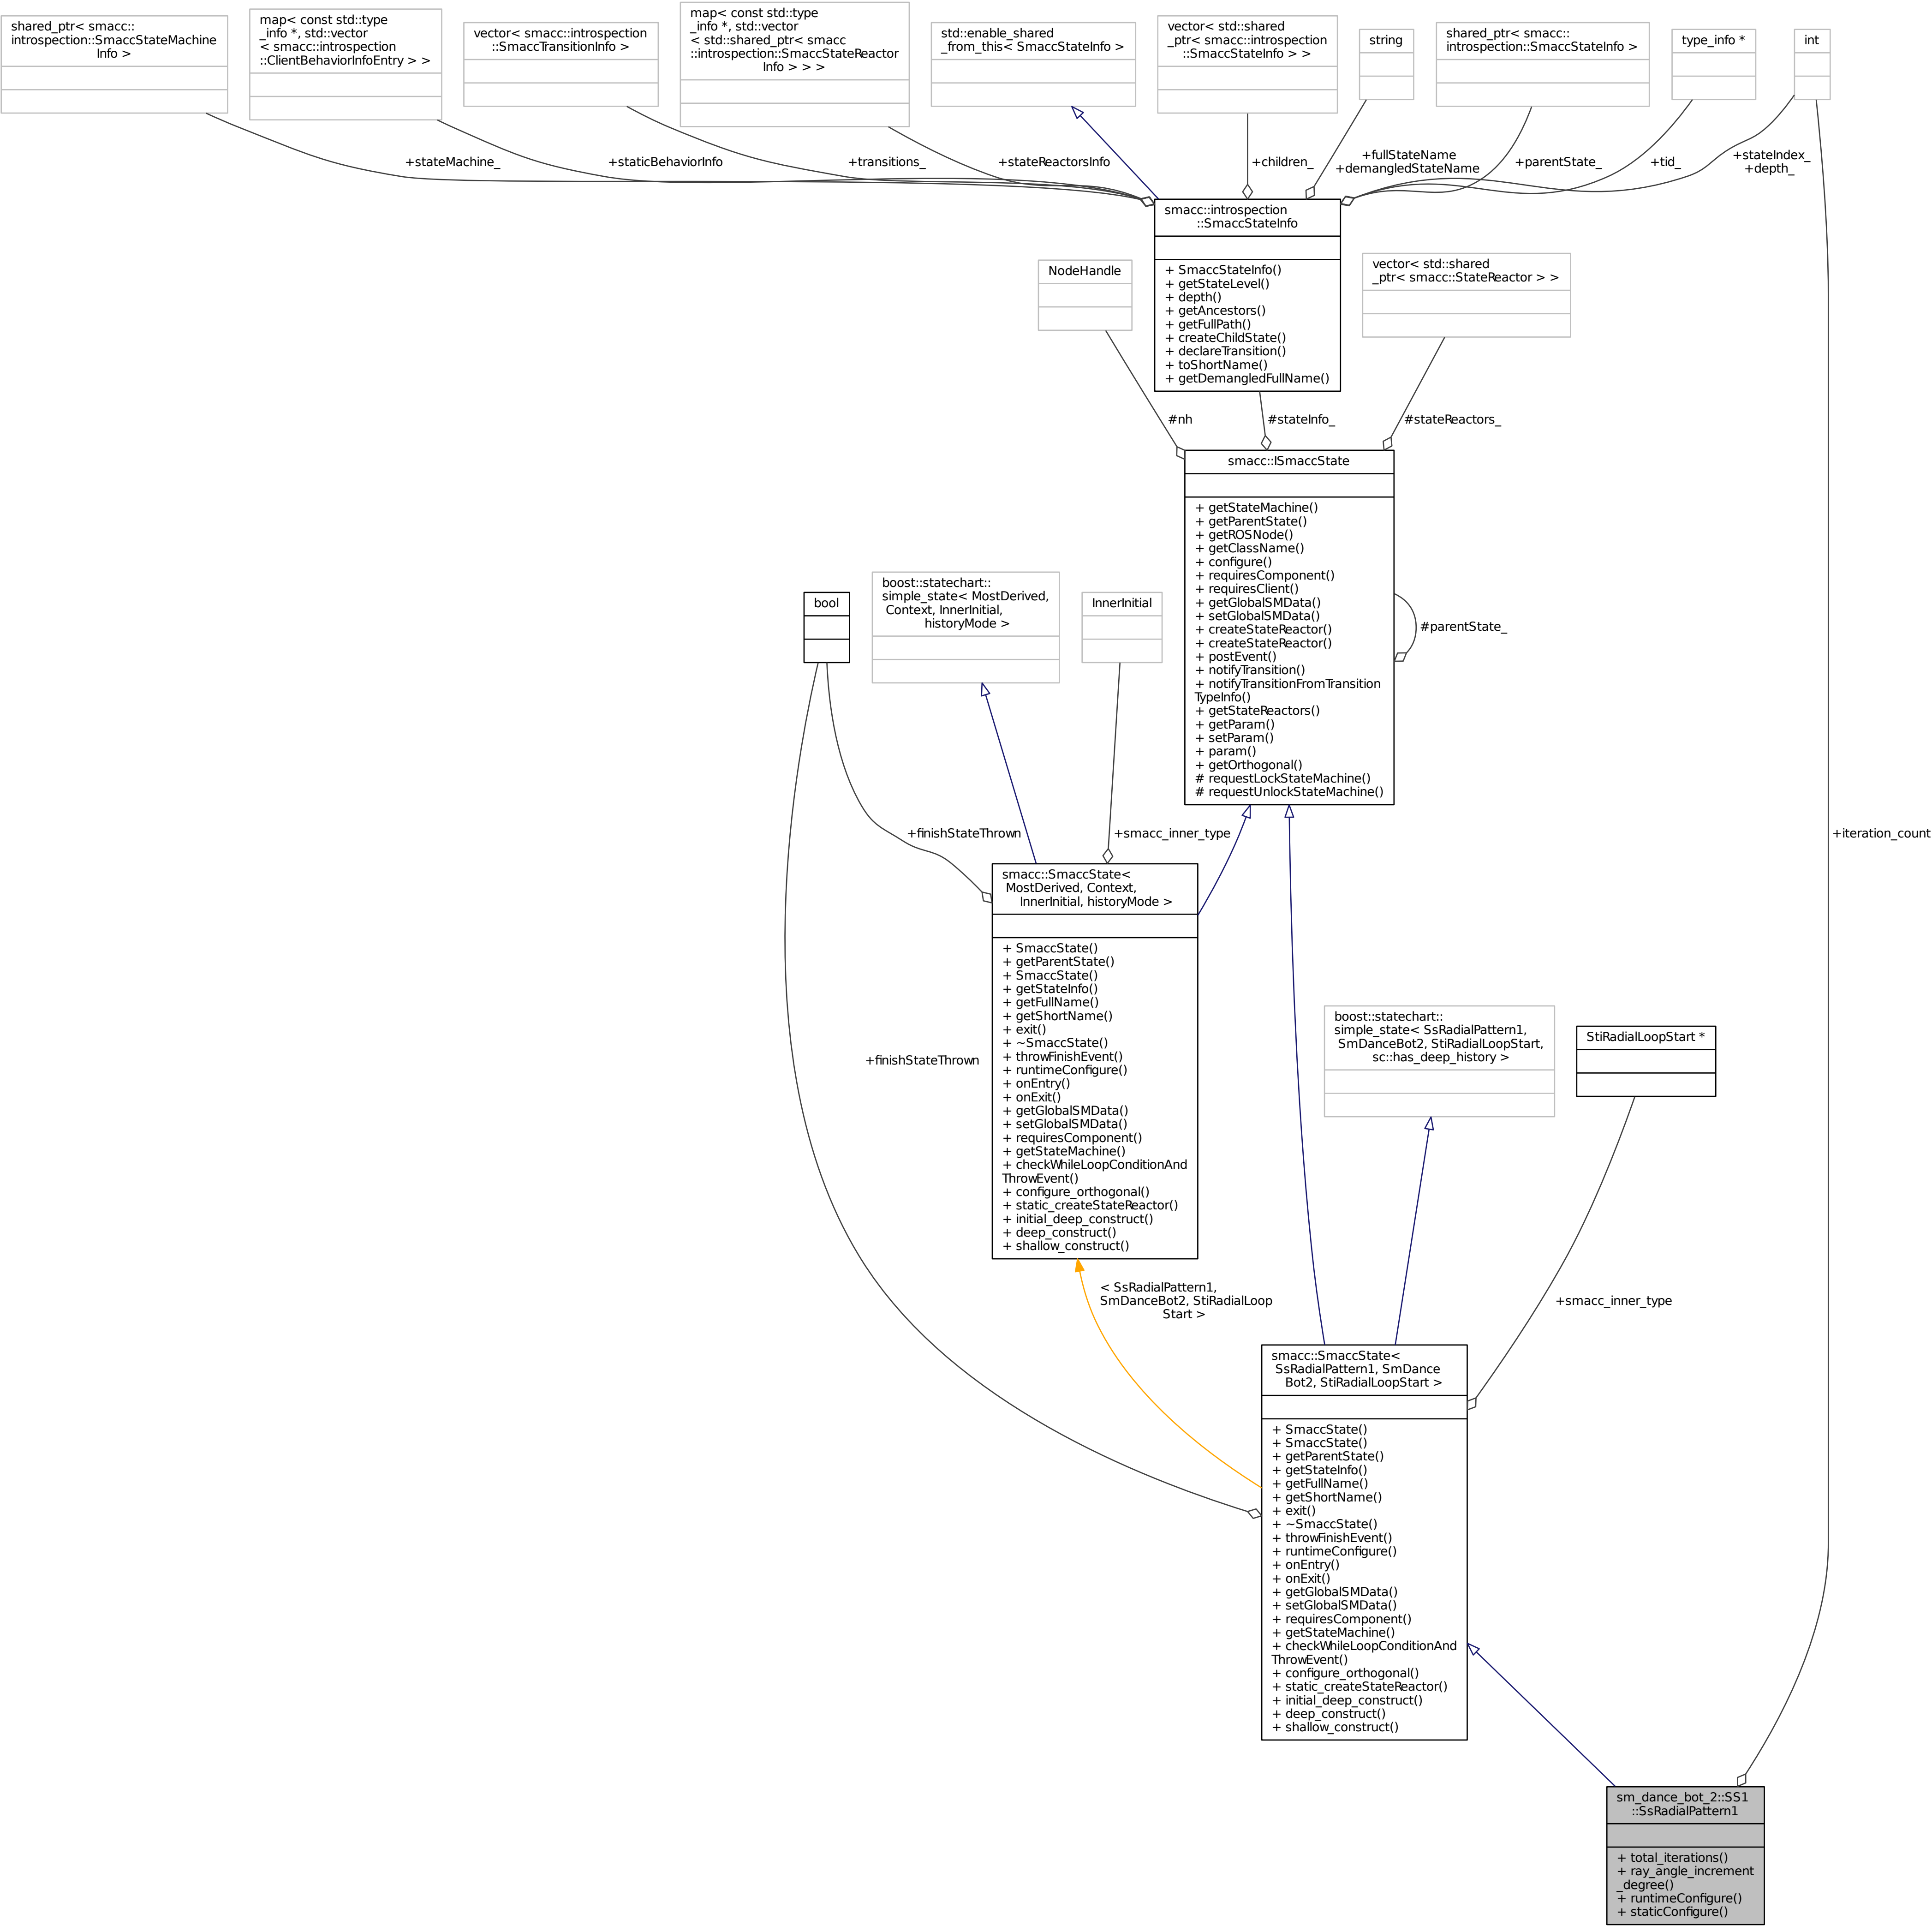 shared_ptr< smacc::
introspection::SmaccStateMachine
Info >
map< const std::type
_info *, std::vector
< smacc::introspection
::ClientBehaviorInfoEntry > >
vector< smacc::introspection
::SmaccTransitionInfo >
map< const std::type
_info *, std::vector
< std::shared_ptr< smacc
::introspection::SmaccStateReactor
Info > > >
std::enable_shared
_from_this< SmaccStateInfo >
vector< std::shared
_ptr< smacc::introspection
::SmaccStateInfo > >
string
shared_ptr< smacc::
introspection::SmaccStateInfo >
type_info *
int
+stateMachine_
+staticBehaviorInfo
+transitions_
+stateReactorsInfo
+children_
+fullStateName
+demangledStateName
+parentState_
+tid_
+stateIndex_
+depth_
smacc::introspection
::SmaccStateInfo
+ SmaccStateInfo()
+ getStateLevel()
+ depth()
+ getAncestors()
+ getFullPath()
+ createChildState()
+ declareTransition()
+ toShortName()
+ getDemangledFullName()
NodeHandle
vector< std::shared
_ptr< smacc::StateReactor > >
#nh
#stateInfo_
#stateReactors_
smacc::ISmaccState
+ getStateMachine()
+ getParentState()
+ getROSNode()
+ getClassName()
+ configure()
+ requiresComponent()
+ requiresClient()
+ getGlobalSMData()
+ setGlobalSMData()
+ createStateReactor()
+ createStateReactor()
+ postEvent()
+ notifyTransition()
+ notifyTransitionFromTransition
TypeInfo()
+ getStateReactors()
+ getParam()
+ setParam()
+ param()
+ getOrthogonal()
# requestLockStateMachine()
# requestUnlockStateMachine()
#parentState_
bool
boost::statechart::
simple_state< MostDerived,
Context, InnerInitial,
historyMode >
InnerInitial
+finishStateThrown
+smacc_inner_type
+iteration_count
smacc::SmaccState<
MostDerived, Context,
InnerInitial, historyMode >
+ SmaccState()
+ getParentState()
+ SmaccState()
+ getStateInfo()
+ getFullName()
+ getShortName()
+ exit()
+ ~SmaccState()
+ throwFinishEvent()
+ runtimeConfigure()
+ onEntry()
+ onExit()
+ getGlobalSMData()
+ setGlobalSMData()
+ requiresComponent()
+ getStateMachine()
+ checkWhileLoopConditionAnd
ThrowEvent()
+ configure_orthogonal()
+ static_createStateReactor()
+ initial_deep_construct()
+ deep_construct()
+ shallow_construct()
+finishStateThrown
boost::statechart::
simple_state< SsRadialPattern1,
SmDanceBot2, StiRadialLoopStart,
sc::has_deep_history >
StiRadialLoopStart *
< SsRadialPattern1,
SmDanceBot2, StiRadialLoop
Start >
+smacc_inner_type
smacc::SmaccState<
SsRadialPattern1, SmDance
Bot2, StiRadialLoopStart >
+ SmaccState()
+ SmaccState()
+ getParentState()
+ getStateInfo()
+ getFullName()
+ getShortName()
+ exit()
+ ~SmaccState()
+ throwFinishEvent()
+ runtimeConfigure()
+ onEntry()
+ onExit()
+ getGlobalSMData()
+ setGlobalSMData()
+ requiresComponent()
+ getStateMachine()
+ checkWhileLoopConditionAnd
ThrowEvent()
+ configure_orthogonal()
+ static_createStateReactor()
+ initial_deep_construct()
+ deep_construct()
+ shallow_construct()
sm_dance_bot_2::SS1
::SsRadialPattern1
+ total_iterations()
+ ray_angle_increment
_degree()
+ runtimeConfigure()
+ staticConfigure()